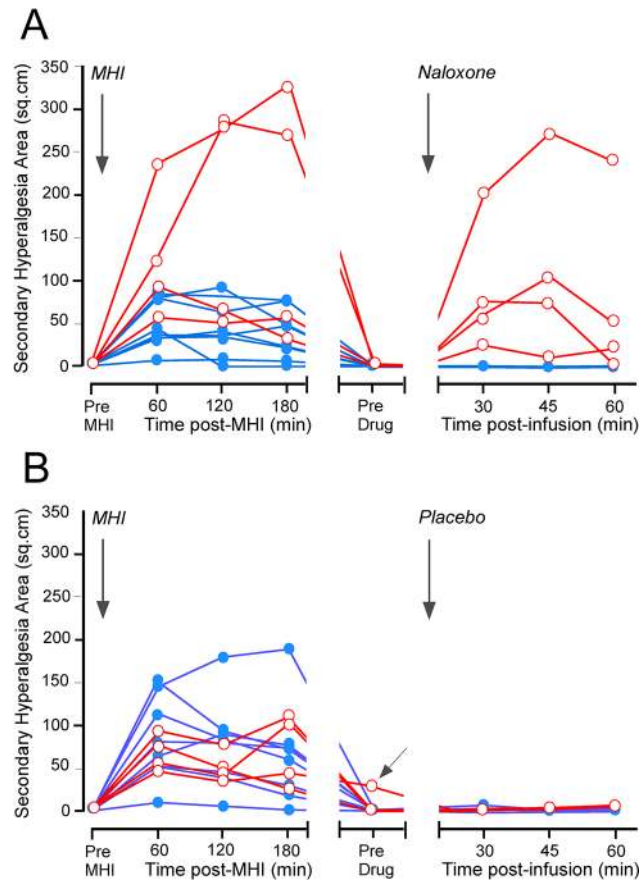 A
MHI
Naloxone
Secondary Hyperalgesia Area (sq.cm)
350
300
250
200
150
100
50
0
Pre
MHI
60
120
180
Time post-MHI (min)
Pre
Drug
30
45
60
Time post-infusion (min)
B
MHI
Placebo
Secondary Hyperalgesia Area (sq.cm)
350
300
250
200
150
100
50
0
Pre
MHI
60
120
180
Time post-MHI (min)
Pre
Drug
30
45
60
Time post-infusion (min)